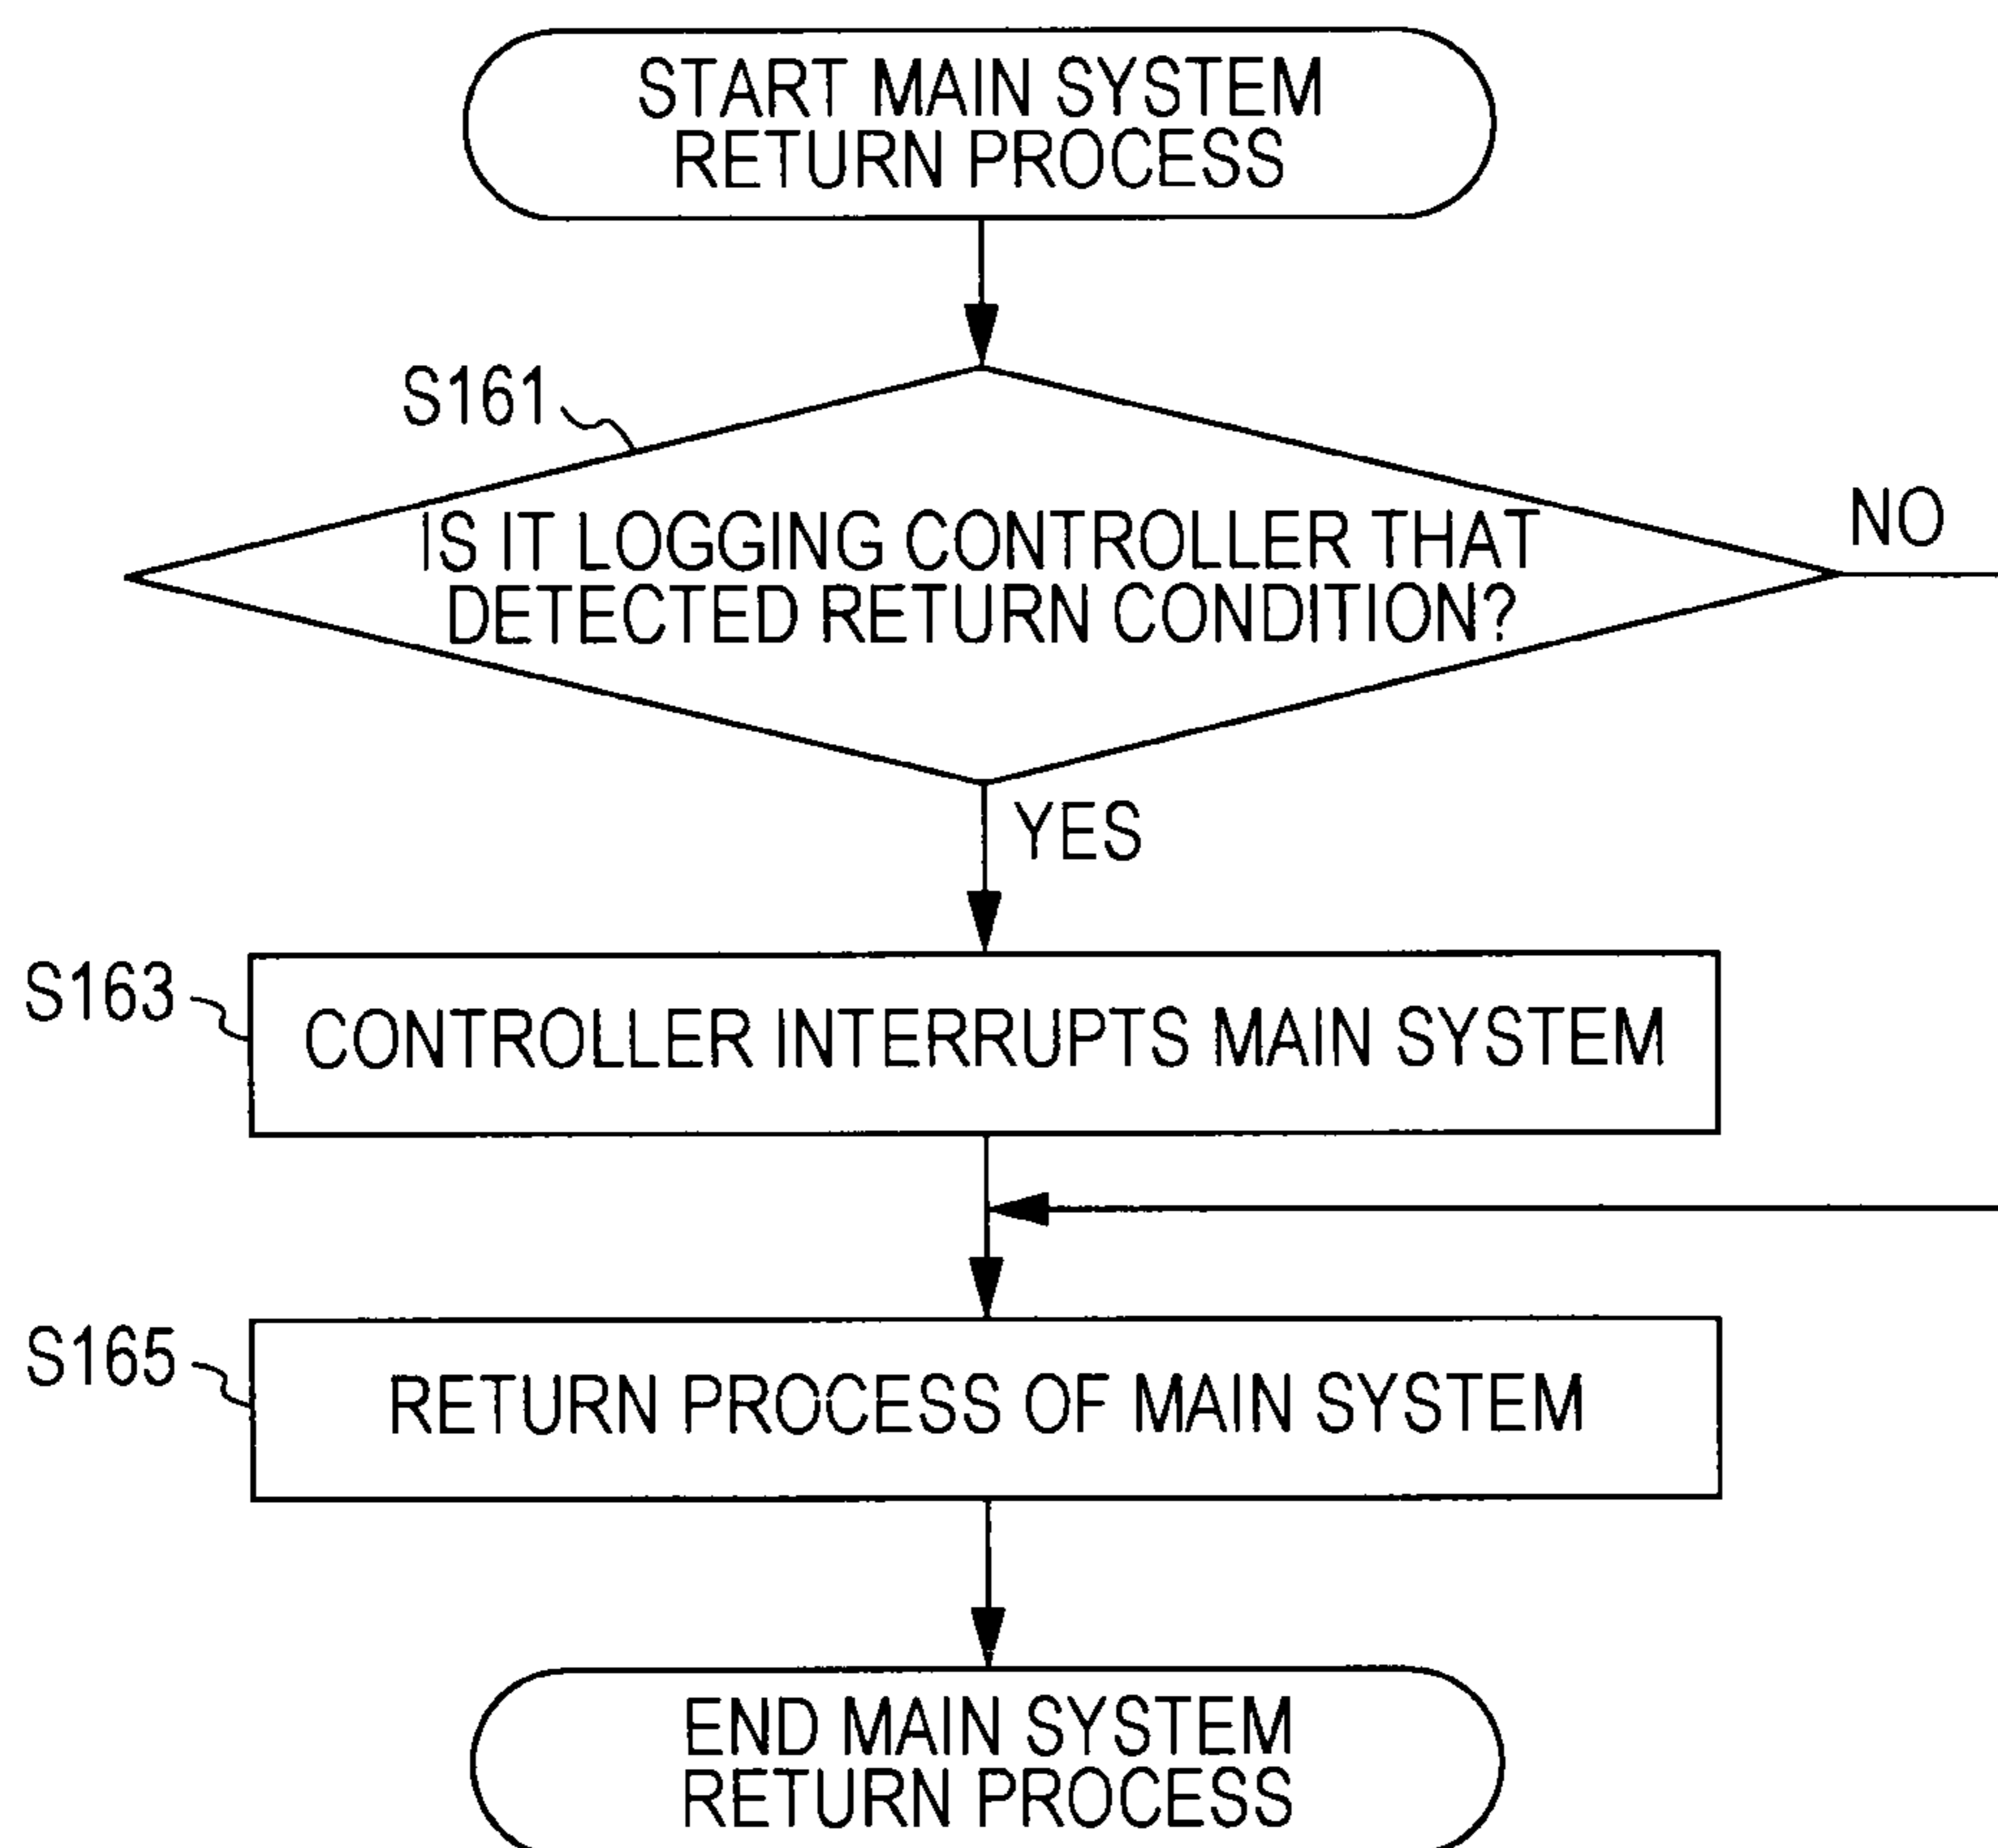 START MAIN SYSTEM
RETURN PROCESS
S161
IS IT LOGGING CONTROLLER THAT
DETECTED RETURN CONDITION?
NO
YES
S163
CONTROLLER INTERRUPTS MAIN SYSTEM
S165
RETURN PROCESS OF MAIN SYSTEM
END MAIN SYSTEM
RETURN PROCESS